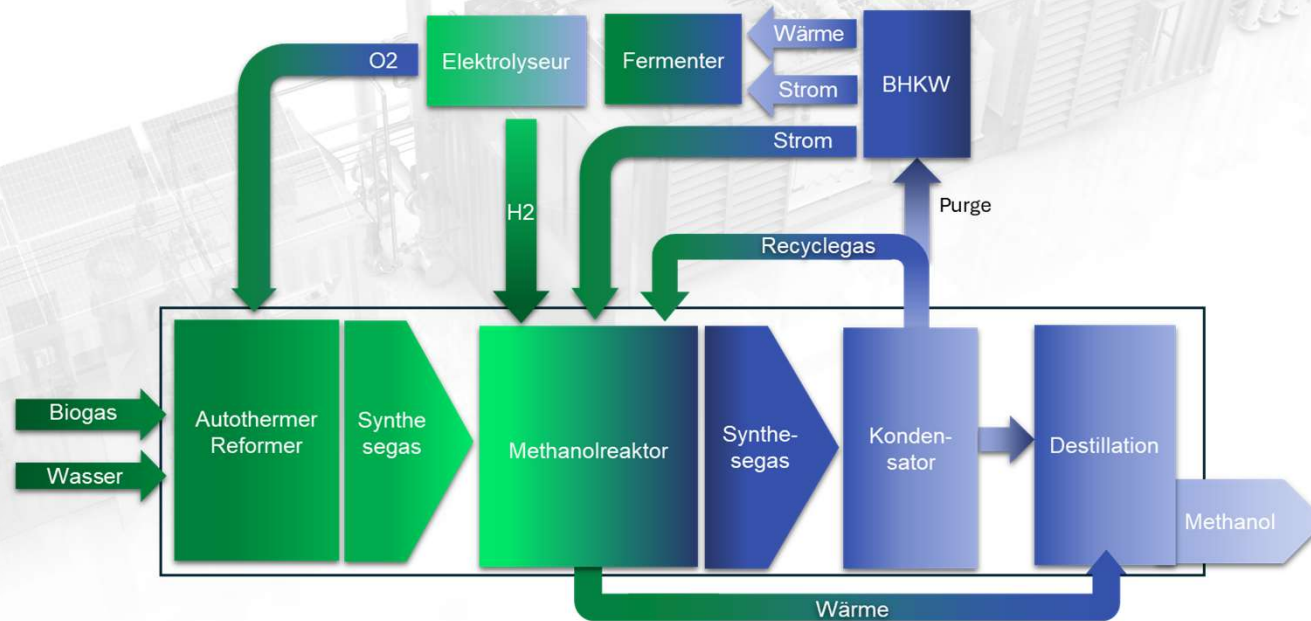 O2
Elektrolyseur
Fermenter
Wärme
Strom
BHKW
Strom
H2
Purge
Recyclegas
Biogas
Wasser
Autothermer
Reformer
Synthe
segas
Methanolreaktor
Synthe-
segas
Konden-
sator
Destillation
Methanol
Wärme